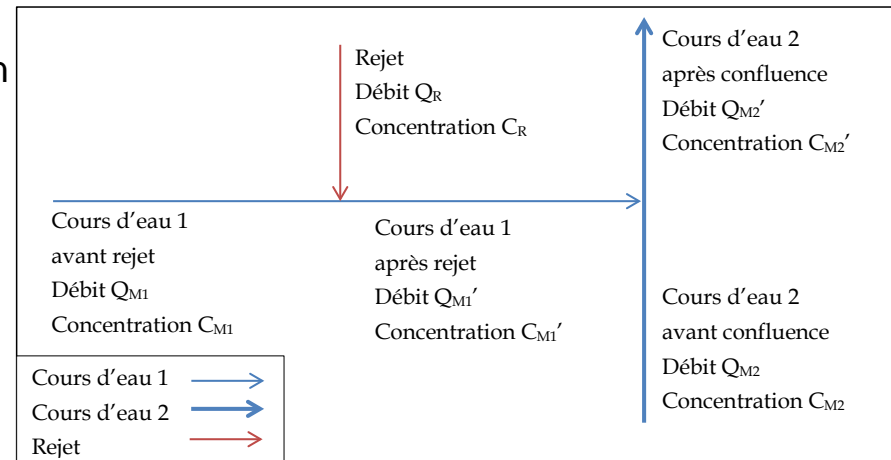 n
Rejet
Débit QR
Concentration CR
Cours d'eau 2
après confluence
Débit QM2'
Concentration CM2'
Cours d'eau 1
avant rejet
Débit QM1
Concentration CM1
Cours d'eau 1
après rejet
Débit QM1'
Concentration CM1'
Cours d'eau 2
avant confluence
Débit QM2
Concentration CM2
Cours d'eau 1
Cours d'eau 2
Rejet